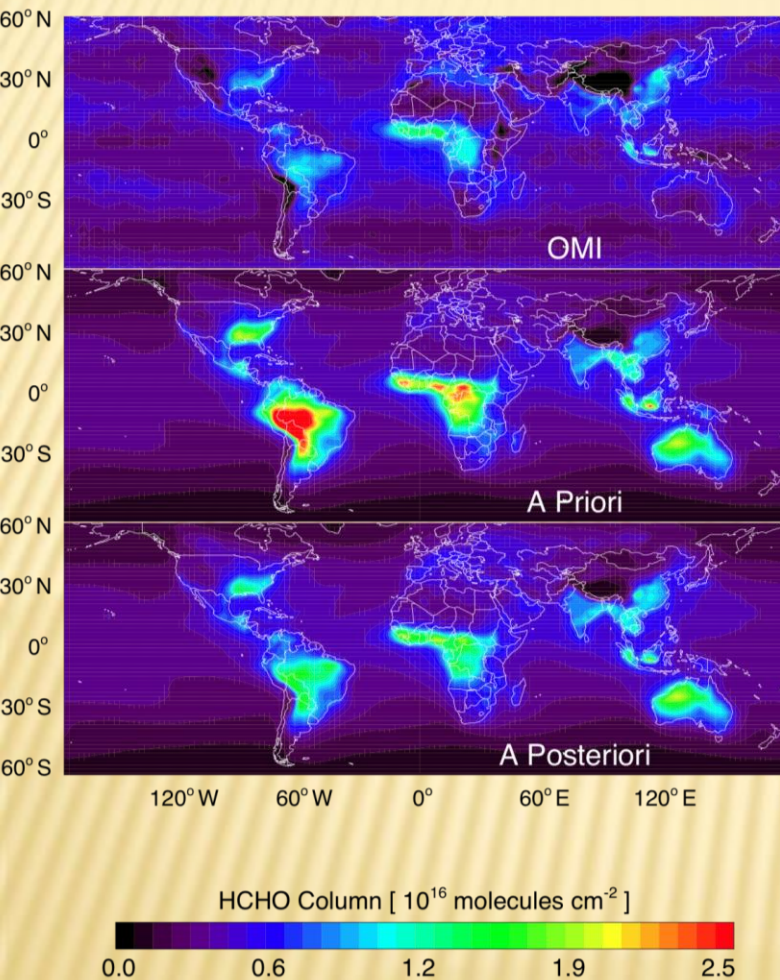 60° N
30° N
0°
30° S
OMI
60° N
30° N
0°
30° S
A Priori
60° N
30° N
0°
30° S
A Posteriori
60° S
120° W 60° W 0° 60° E 120° E
HCHO Column [ 10¹⁶ molecules cm⁻² ]
0.0 0.6 1.2 1.9 2.5